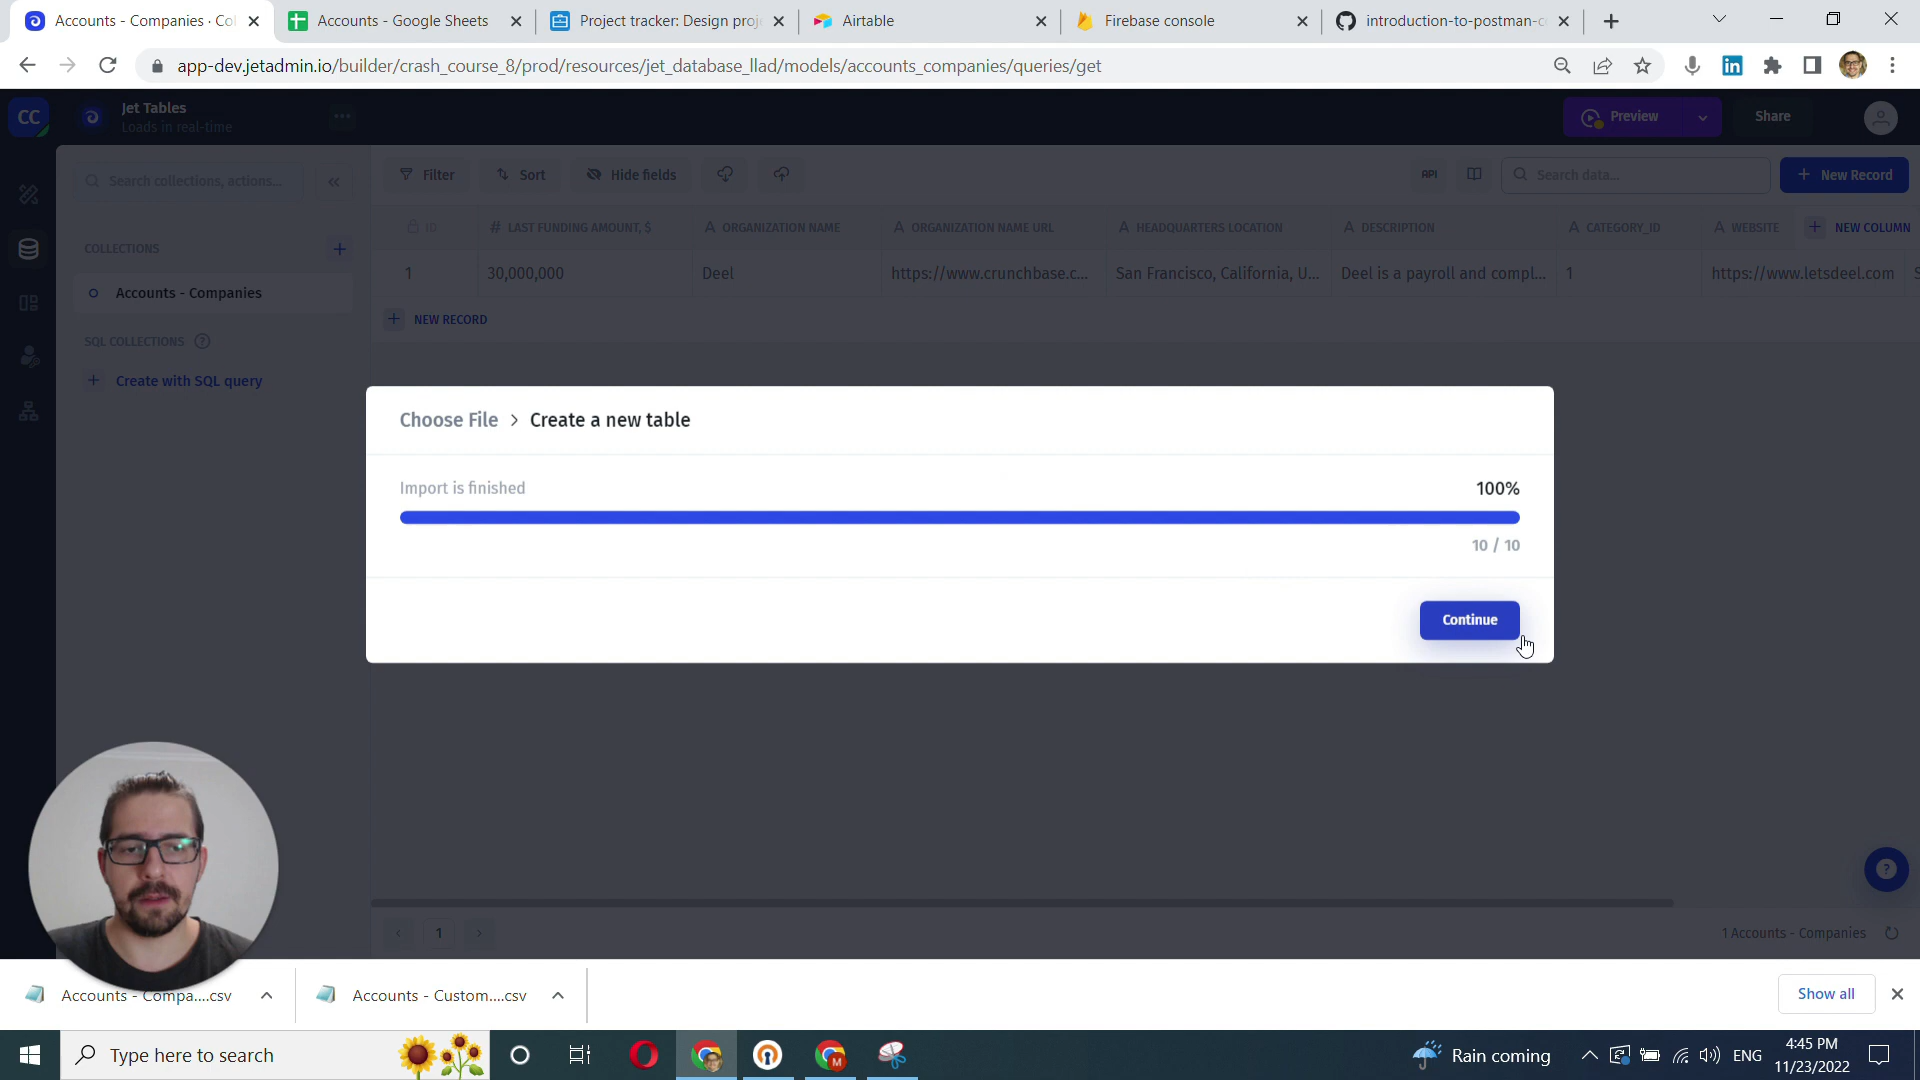 Accounts - Companies · Col
Accounts - Google Sheets
Project tracker: Design proj
Airtable
Firebase console
introduction-to-postman-c
app-dev.jetadmin.io/builder/crash_course_8/prod/resources/jet_database_llad/models/accounts_companies/queries/get
CC
Jet Tables
Loads in real-time
Preview
Share
Search collections, actions...
Filter
Sort
Hide fields
API
Search data...
New Record
COLLECTIONS
ID
LAST FUNDING AMOUNT, $
ORGANIZATION NAME
ORGANIZATION NAME URL
HEADQUARTERS LOCATION
DESCRIPTION
CATEGORY_ID
WEBSITE
NEW COLUMN
1
30,000,000
Deel
https://www.crunchbase.c...
San Francisco, California, U...
Deel is a payroll and compl...
1
https://www.letsdeel.com
Accounts - Companies
NEW RECORD
SQL COLLECTIONS
Create with SQL query
Choose File > Create a new table
Import is finished
100%
10 / 10
Continue
1
1 Accounts - Companies
Accounts - Compa....csv
Accounts - Custom....csv
Show all
Type here to search
Rain coming
ENG
4:45 PM
11/23/2022